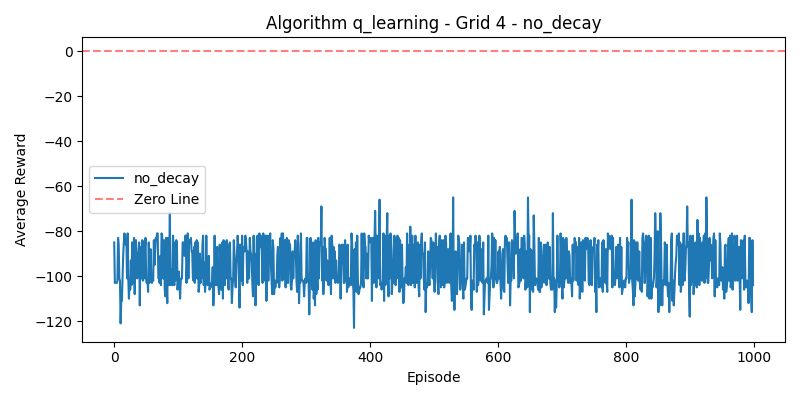 Algorithm q_learning - Grid 4 - no_decay
Average Reward
0
−20
−40
−60
−80
−100
−120
no_decay
Zero Line
0
200
400
600
800
1000
Episode